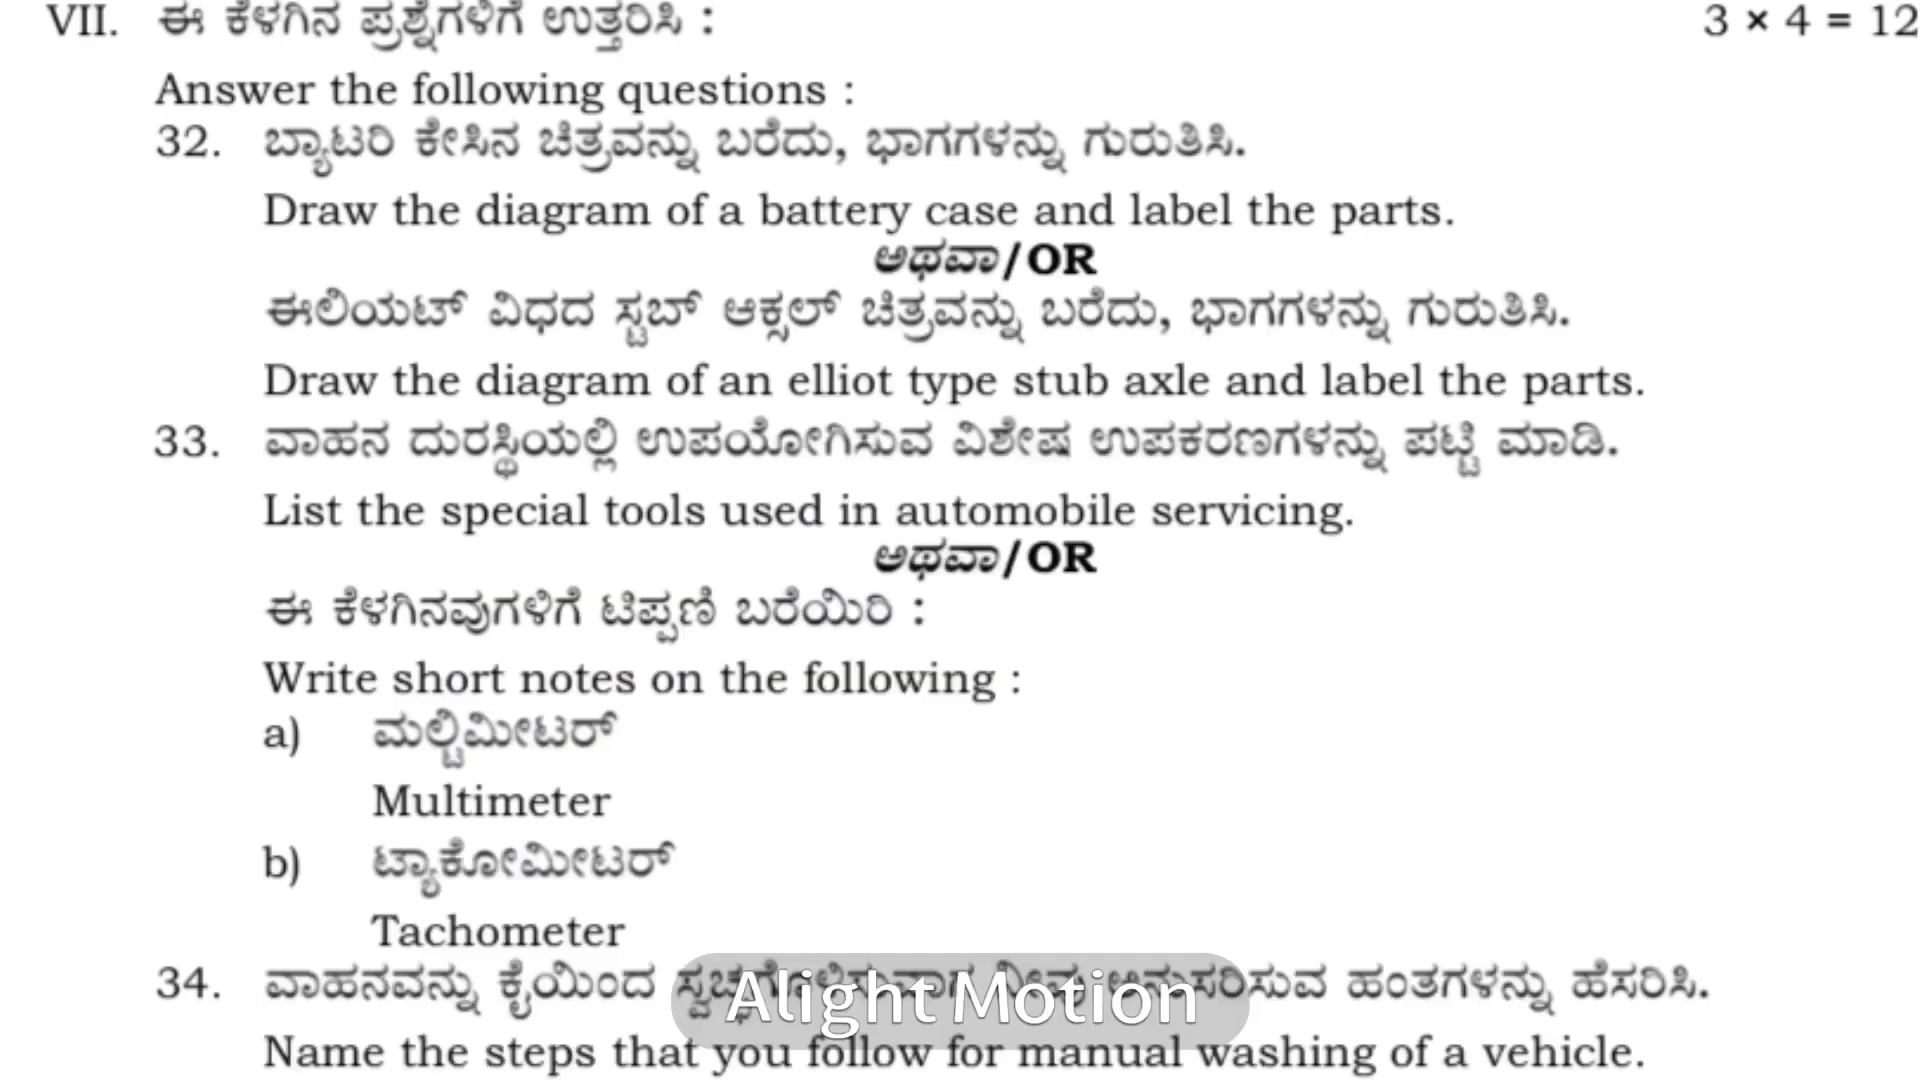 VII. ಈ ಕೆಳಗಿನ ಪ್ರಶ್ನೆಗಳಿಗೆ ಉತ್ತರಿಸಿ : 3 × 4 = 12
Answer the following questions :
32. ಬ್ಯಾಟರಿ ಕೇಸಿನ ಚಿತ್ರವನ್ನು ಬರೆದು, ಭಾಗಗಳನ್ನು ಗುರುತಿಸಿ.
Draw the diagram of a battery case and label the parts.
ಅಥವಾ/OR
ಈಲಿಯಟ್ ವಿಧದ ಸ್ಟಬ್ ಆಕ್ಸಲ್ ಚಿತ್ರವನ್ನು ಬರೆದು, ಭಾಗಗಳನ್ನು ಗುರುತಿಸಿ.
Draw the diagram of an elliot type stub axle and label the parts.
33. ವಾಹನ ದುರಸ್ಥಿಯಲ್ಲಿ ಉಪಯೋಗಿಸುವ ವಿಶೇಷ ಉಪಕರಣಗಳನ್ನು ಪಟ್ಟಿ ಮಾಡಿ.
List the special tools used in automobile servicing.
ಅಥವಾ/OR
ಈ ಕೆಳಗಿನವುಗಳಿಗೆ ಟಿಪ್ಪಣಿ ಬರೆಯಿರಿ :
Write short notes on the following :
a) ಮಲ್ಟಿಮೀಟರ್
Multimeter
b) ಟ್ಯಾಕೋಮೀಟರ್
Tachometer
34. ವಾಹನವನ್ನು ಕೈಯಿಂದ ಸ್ವಚ್ಛಗೊಳಿಸುವಾಗ ನೀವು ಅನುಸರಿಸುವ ಹಂತಗಳನ್ನು ಹೆಸರಿಸಿ.
Alight Motion
Name the steps that you follow for manual washing of a vehicle.